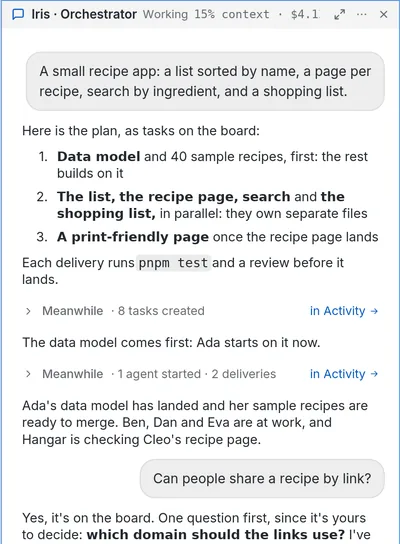 Iris · Orchestrator Working 15% context · $4.1
A small recipe app: a list sorted by name, a page per
recipe, search by ingredient, and a shopping list.
Here is the plan, as tasks on the board:
1. Data model and 40 sample recipes, first: the rest
builds on it
2. The list, the recipe page, search and the
shopping list, in parallel: they own separate files
3. A print-friendly page once the recipe page lands
Each delivery runs pnpm test and a review before it
lands.
Meanwhile · 8 tasks created in Activity →
The data model comes first: Ada starts on it now.
Meanwhile · 1 agent started · 2 deliveries in Activity →
Ada's data model has landed and her sample recipes are
ready to merge. Ben, Dan and Eva are at work, and
Hangar is checking Cleo's recipe page.
Can people share a recipe by link?
Yes, it's on the board. One question first, since it's yours
to decide: which domain should the links use? I've